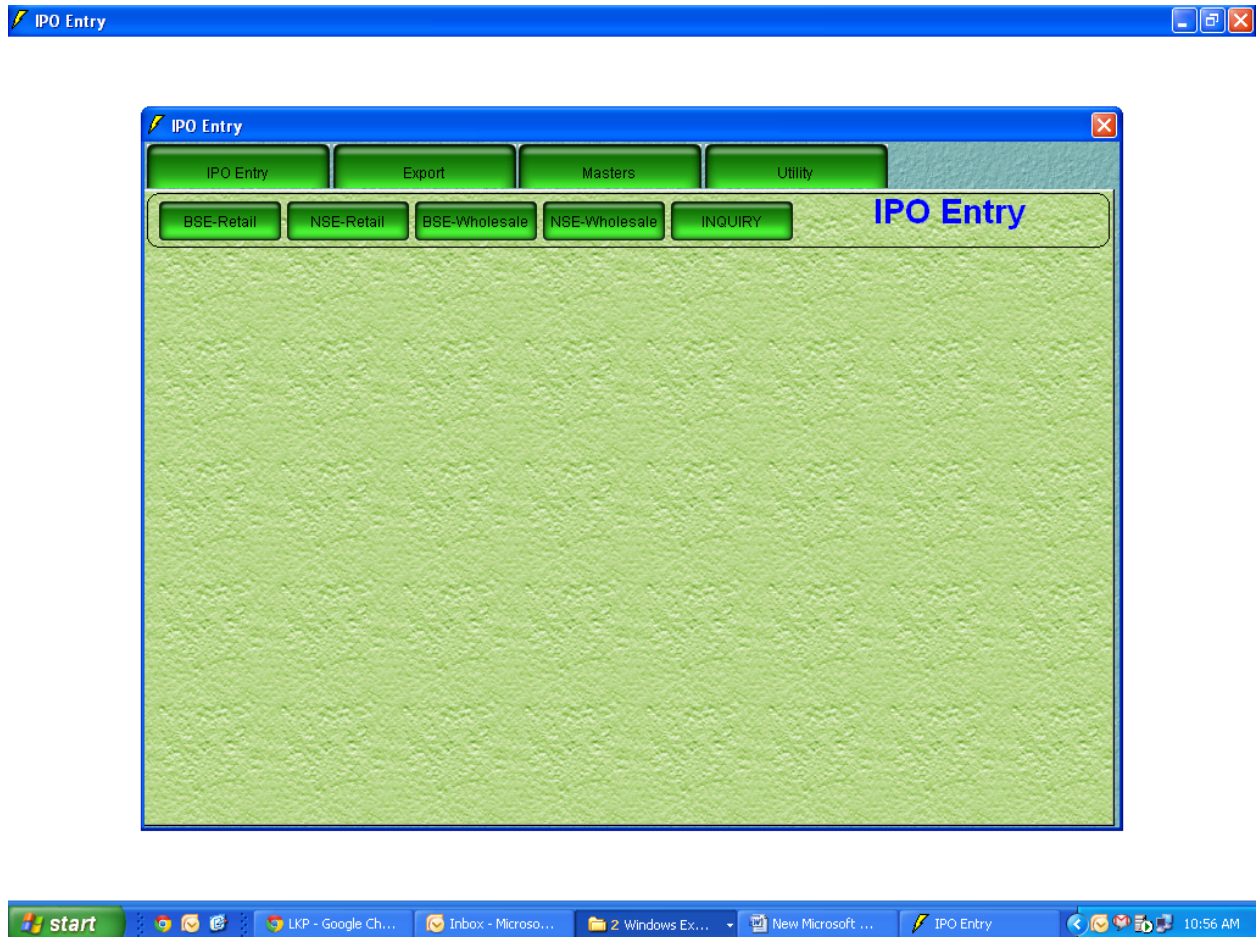 IPO Entry
IPO Entry
IPO Entry Export Masters Utility
BSE-Retail NSE-Retail BSE-Wholesale NSE-Wholesale INQUIRY IPO Entry
start LKP - Google Ch... Inbox - Microso... 2 Windows Ex... New Microsoft ... IPO Entry 10:56 AM